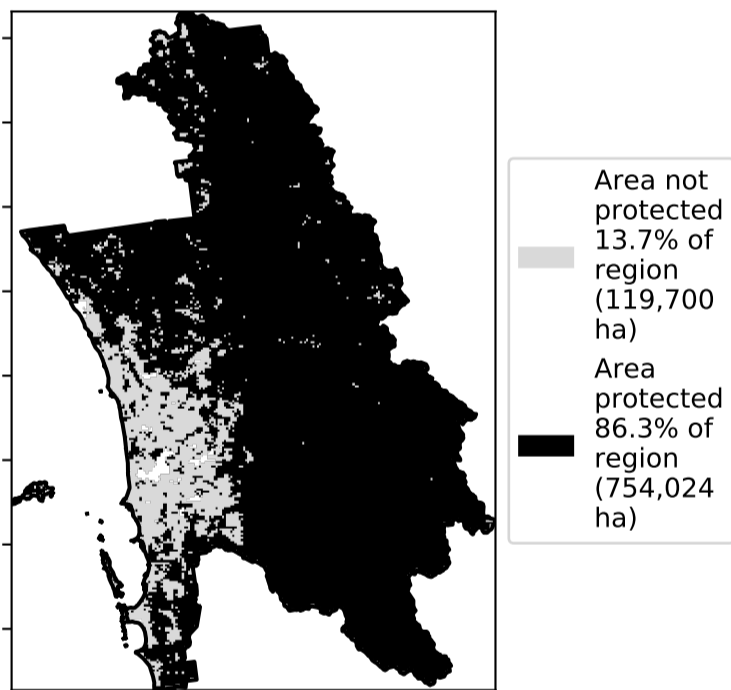 Area not
protected
13.7% of
region
(119,700
ha)
Area
protected
86.3% of
region
(754,024
ha)